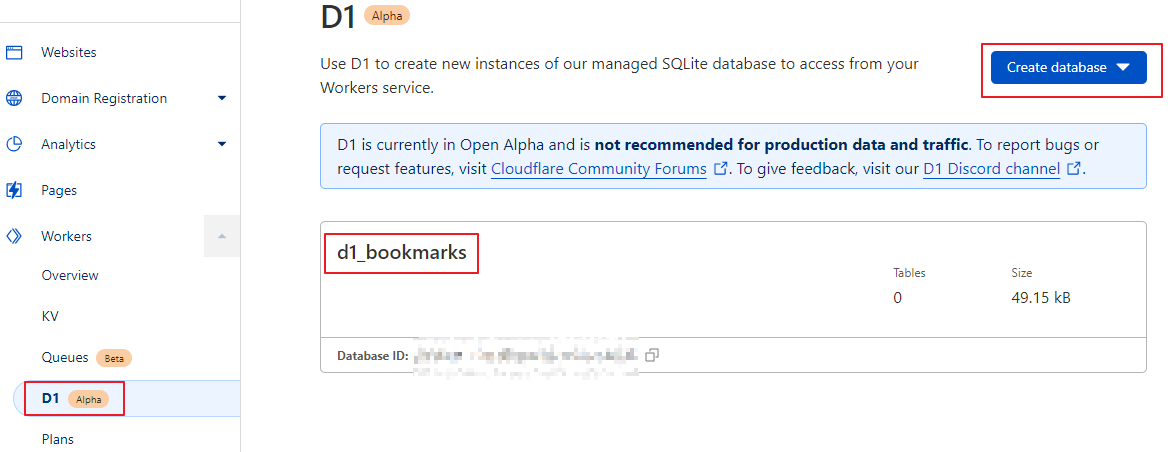 Websites
Domain Registration
Analytics
Pages
Workers
Overview
KV
Queues Beta
D1 Alpha
Plans
D1 Alpha
Use D1 to create new instances of our managed SQLite database to access from your
Workers service.
Create database
D1 is currently in Open Alpha and is not recommended for production data and traffic. To report bugs or
request features, visit Cloudflare Community Forums. To give feedback, visit our D1 Discord channel.
d1_bookmarks
Tables
Size
0
49.15 kB
Database ID: